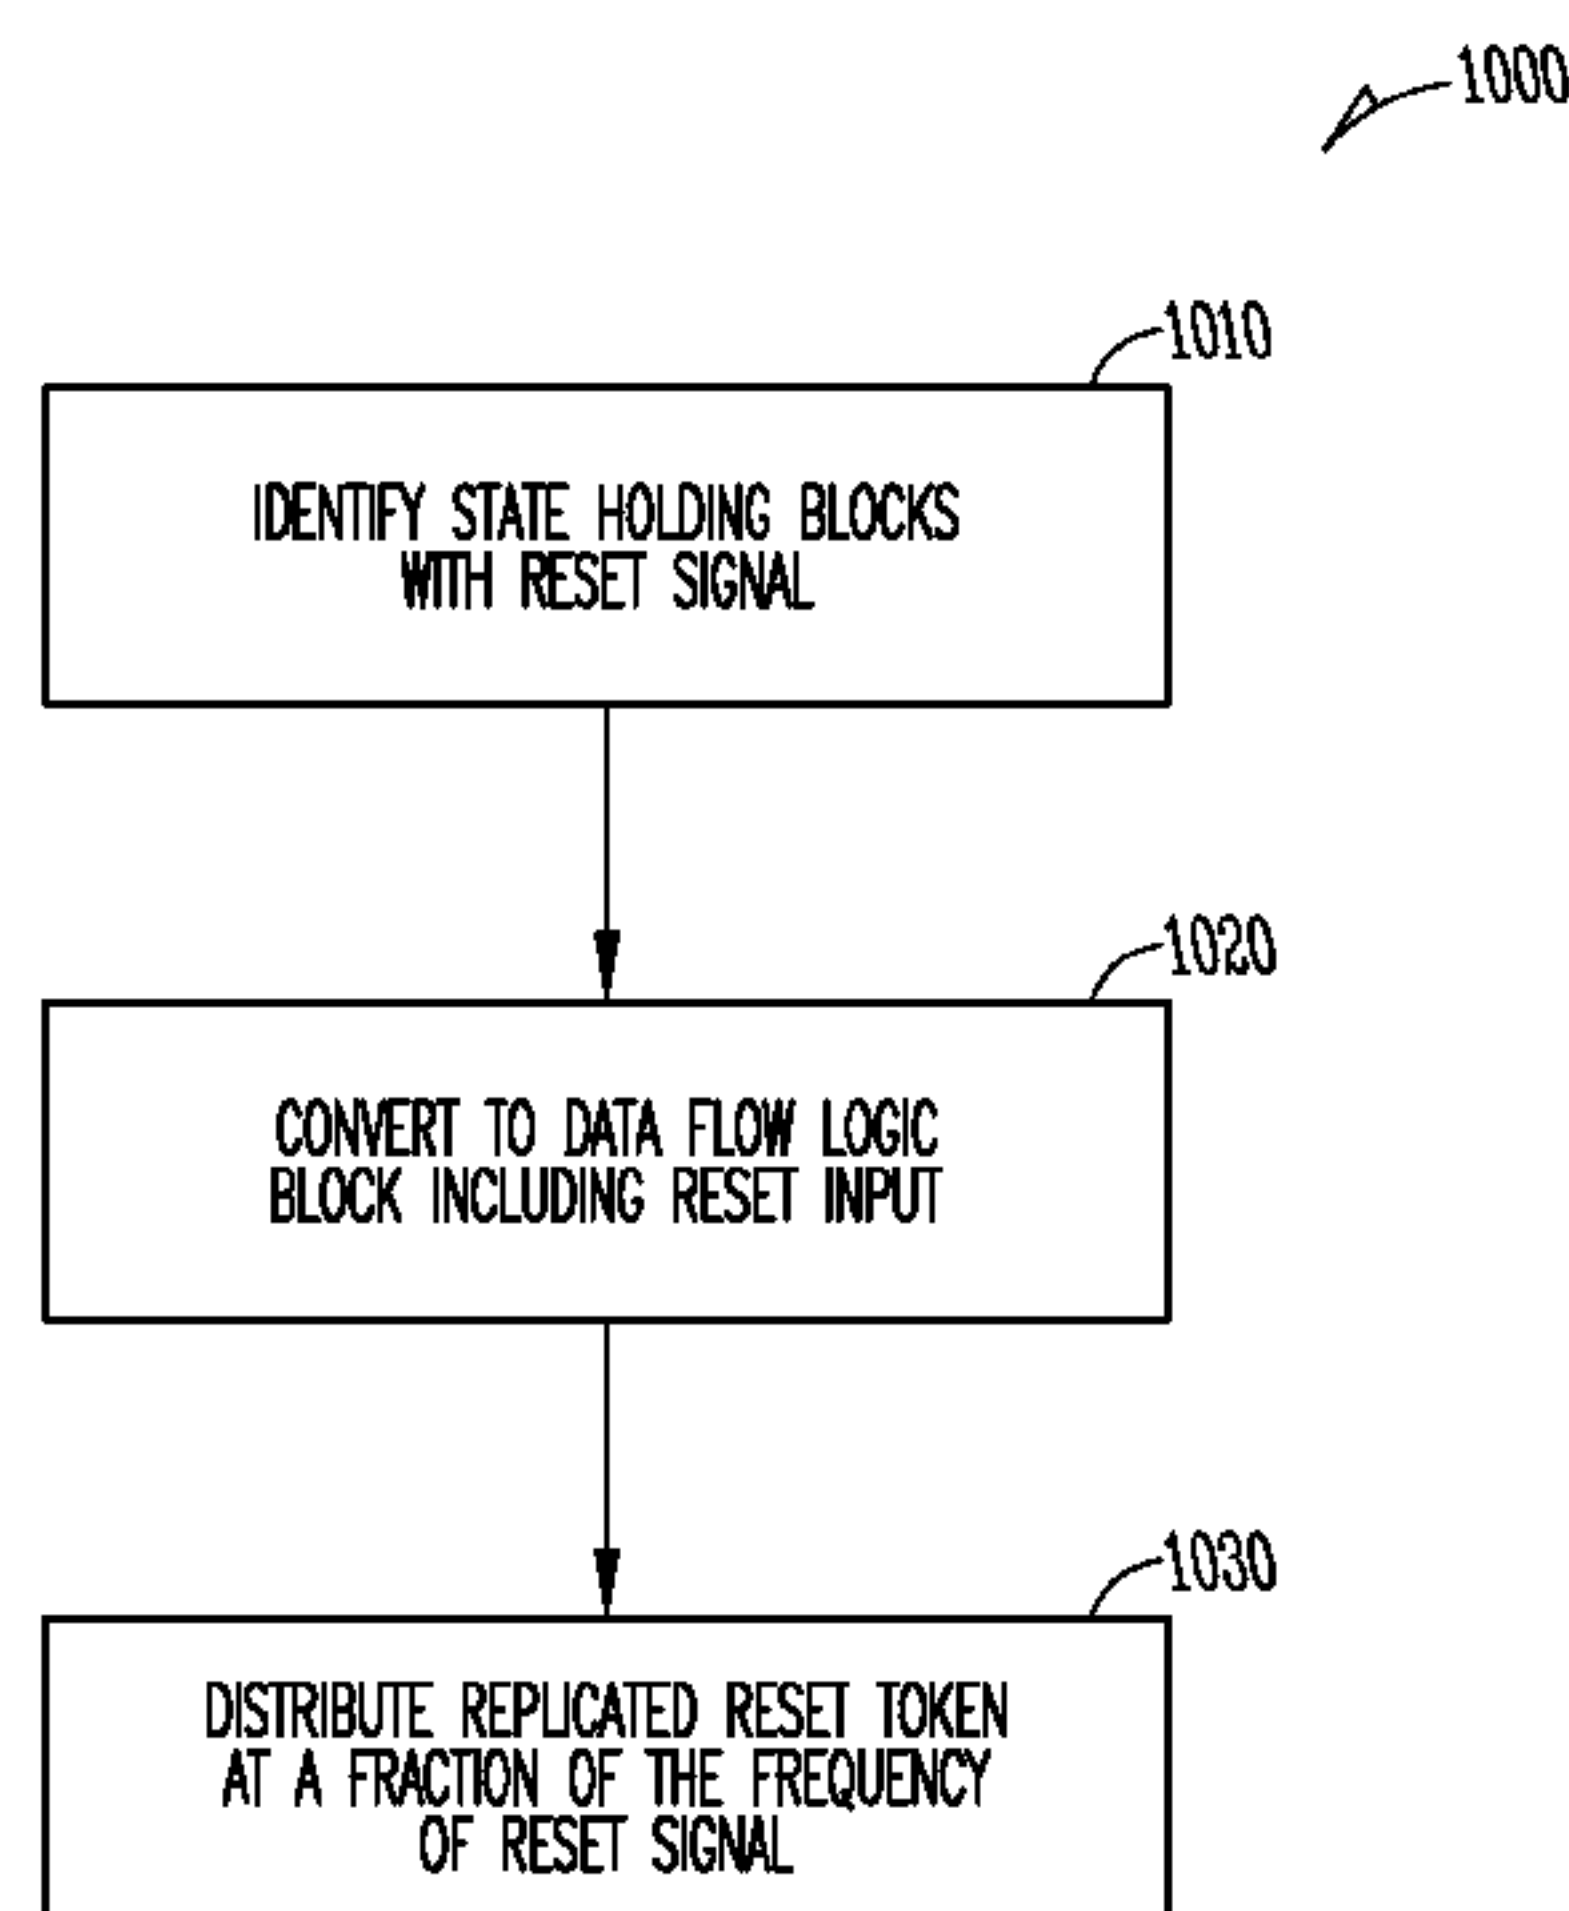 1000
1010
IDENTIFY STATE HOLDING BLOCKS
WITH RESET SIGNAL
1020
CONVERT TO DATA FLOW LOGIC
BLOCK INCLUDING RESET INPUT
1030
DISTRIBUTE REPLICATED RESET TOKEN
AT A FRACTION OF THE FREQUENCY
OF RESET SIGNAL